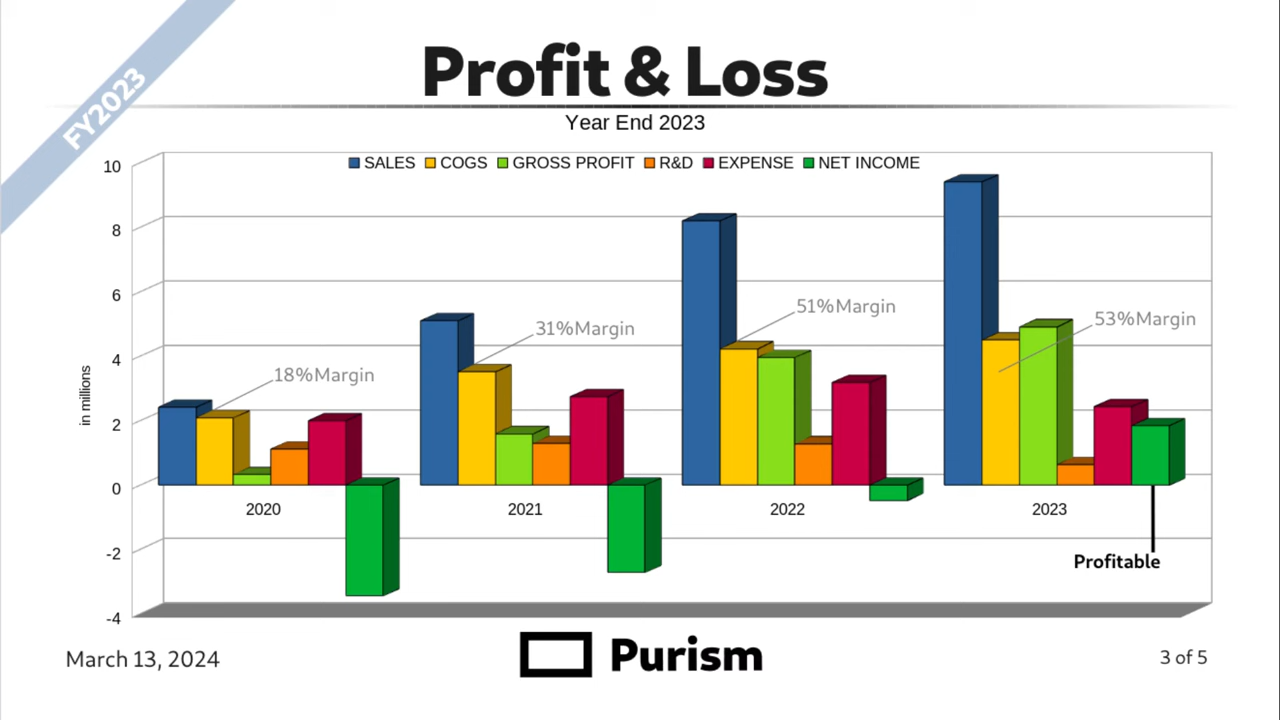 FY2023
Profit & Loss
Year End 2023
SALES COGS GROSS PROFIT R&D EXPENSE NET INCOME
10
8
6
4
2
0
-2
-4
in millions
18%Margin
31%Margin
51%Margin
53%Margin
2020 2021 2022 2023
Profitable
March 13, 2024
Purism
3 of 5